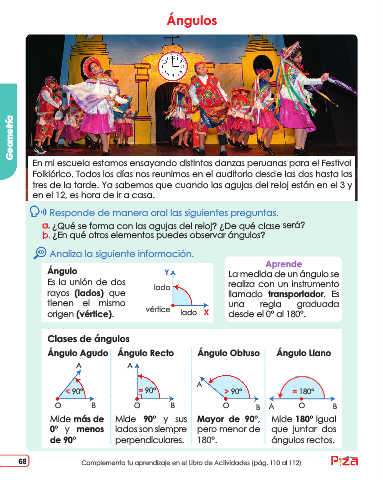 Ángulos
Geometría
En mi escuela estamos ensayando distintas danzas peruanas para el Festival
Folklórico. Todos los días nos reunimos en el auditorio desde las dos hasta las
tres de la tarde. Ya sabemos que cuando las agujas del reloj están en el 3 y
en el 12, es hora de ir a casa.
Responde de manera oral las siguientes preguntas.
a. ¿Qué se forma con las agujas del reloj? ¿De qué clase será?
b. ¿En qué otros elementos puedes observar ángulos?
Analiza la siguiente información.
Ángulo
Es la unión de dos
rayos (lados) que
tienen el mismo
origen (vértice).
Y
lado
vértice
lado X
Aprende
La medida de un ángulo se
realiza con un instrumento
llamado transportador. Es
una regla graduada
desde el 0° al 180°.
Clases de ángulos
Ángulo Agudo
A
< 90°
O B
Mide más de
0° y menos
de 90°
Ángulo Recto
A
= 90°
O B
Mide 90° y sus
lados son siempre
perpendiculares.
Ángulo Obtuso
A
> 90°
O B
Mayor de 90°,
pero menor de
180°.
Ángulo Llano
= 180°
A O B
Mide 180° igual
que juntar dos
ángulos rectos.
68
Complementa tu aprendizaje en el Libro de Actividades (pág. 110 al 112)